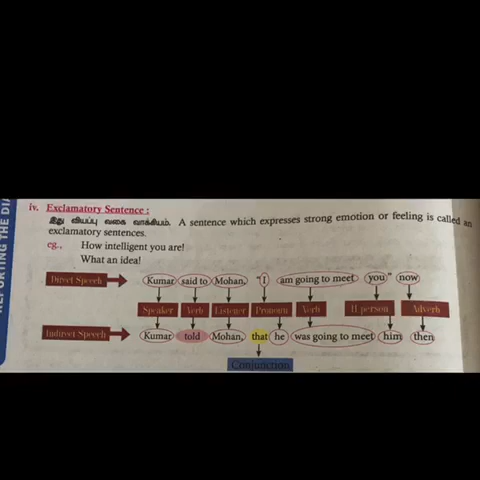 REPORTING THE DIA
iv. Exclamatory Sentence :
இது வியப்பு வகை வாக்கியம். A sentence which expresses strong emotion or feeling is called an
exclamatory sentences.
eg., How intelligent you are!
What an idea!
Direct Speech Kumar said to Mohan, "I am going to meet you" now
Speaker Verb Listener Pronoun Verb II person Adverb
Indirect Speech Kumar told Mohan, that he was going to meet him then
Conjunction